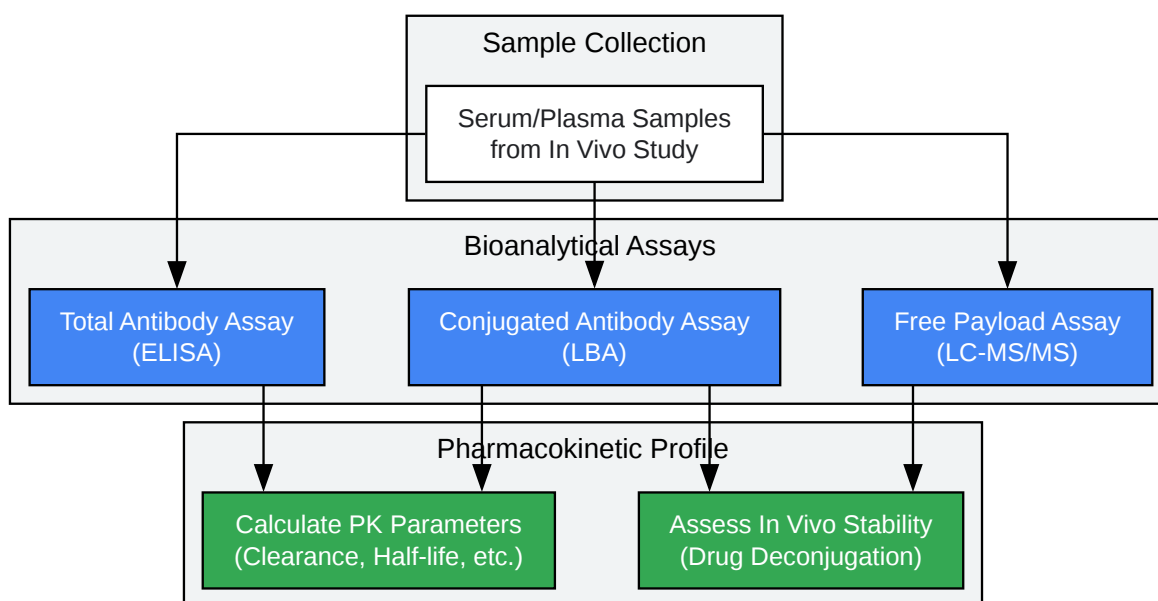 Sample Collection
Serum/Plasma Samples
from In Vivo Study
Bioanalytical Assays
Total Antibody Assay
(ELISA)
Conjugated Antibody Assay
(LBA)
Free Payload Assay
(LC-MS/MS)
Pharmacokinetic Profile
Calculate PK Parameters
(Clearance, Half-life, etc.)
Assess In Vivo Stability
(Drug Deconjugation)